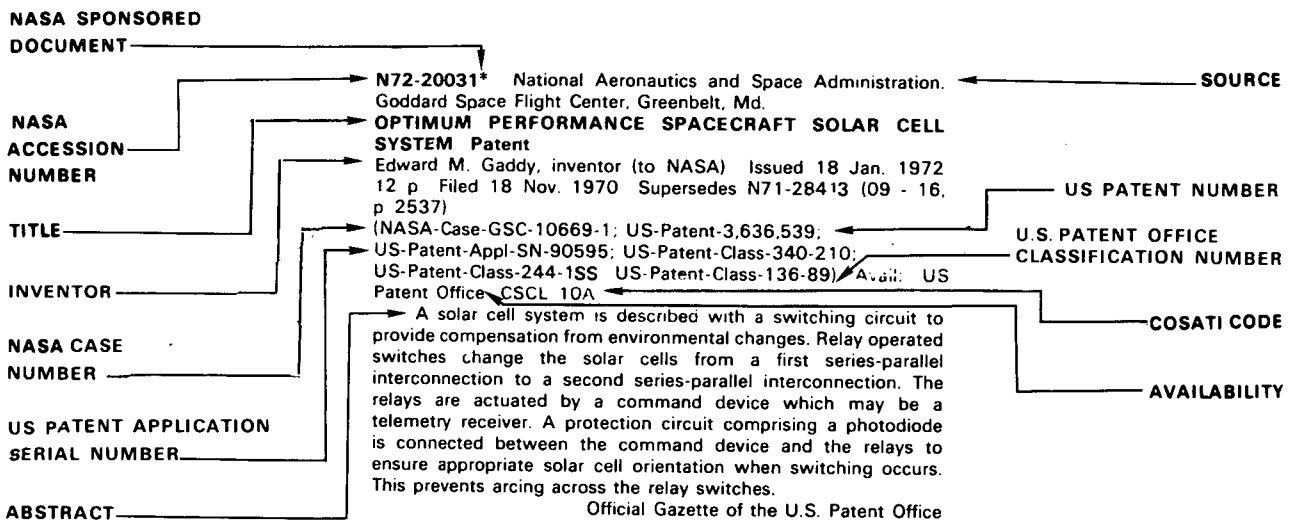 NASA SPONSORED
DOCUMENT
NASA
ACCESSION
NUMBER
TITLE
INVENTOR
NASA CASE
NUMBER
US PATENT APPLICATION
SERIAL NUMBER
ABSTRACT
N72-20031* National Aeronautics and Space Administration.
Goddard Space Flight Center, Greenbelt, Md.
OPTIMUM PERFORMANCE SPACECRAFT SOLAR CELL
SYSTEM Patent
Edward M. Gaddy, inventor (to NASA) Issued 18 Jan. 1972
12 p Filed 18 Nov. 1970 Supersedes N71-28413 (09 - 16,
p 2537)
(NASA-Case-GSC-10669-1; US-Patent-3,636,539;
US-Patent-Appl-SN-90595; US-Patent-Class-340-210;
US-Patent-Class-244-1SS US-Patent-Class-136-89) Avail: US
Patent Office CSCL 10A
A solar cell system is described with a switching circuit to
provide compensation from environmental changes. Relay operated
switches change the solar cells from a first series-parallel
interconnection to a second series-parallel interconnection. The
relays are actuated by a command device which may be a
telemetry receiver. A protection circuit comprising a photodiode
is connected between the command device and the relays to
ensure appropriate solar cell orientation when switching occurs.
This prevents arcing across the relay switches.
Official Gazette of the U.S. Patent Office
SOURCE
US PATENT NUMBER
U.S. PATENT OFFICE
CLASSIFICATION NUMBER
COSATI CODE
AVAILABILITY